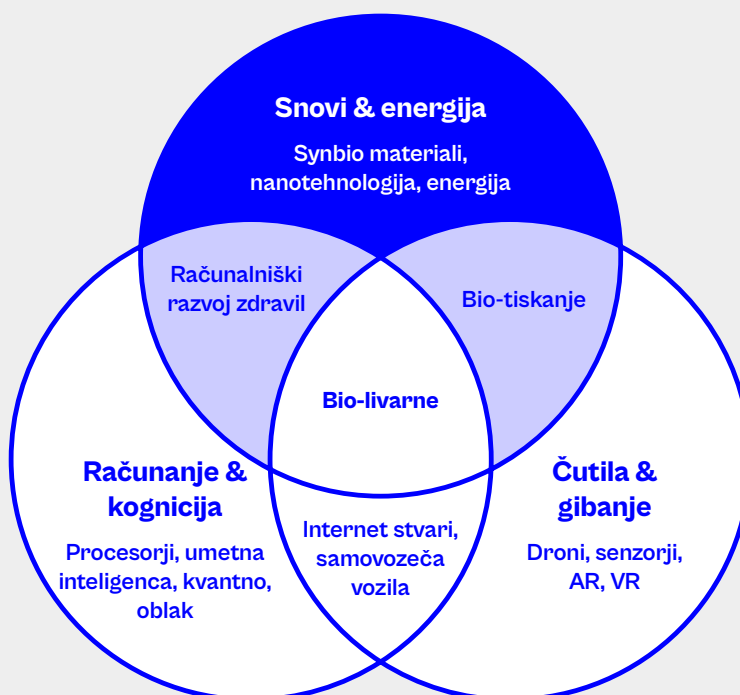 Snovi & energija
Synbio materiali,
nanotehnologija, energija
Računalniški
razvoj zdravil
Bio-tiskanje
Bio-livarne
Računanje &
kognicija
Procesorji, umetna
inteligenca, kvantno,
oblak
Internet stvari,
samovozeča
vozila
Čutila &
gibanje
Droni, senzorji,
AR, VR